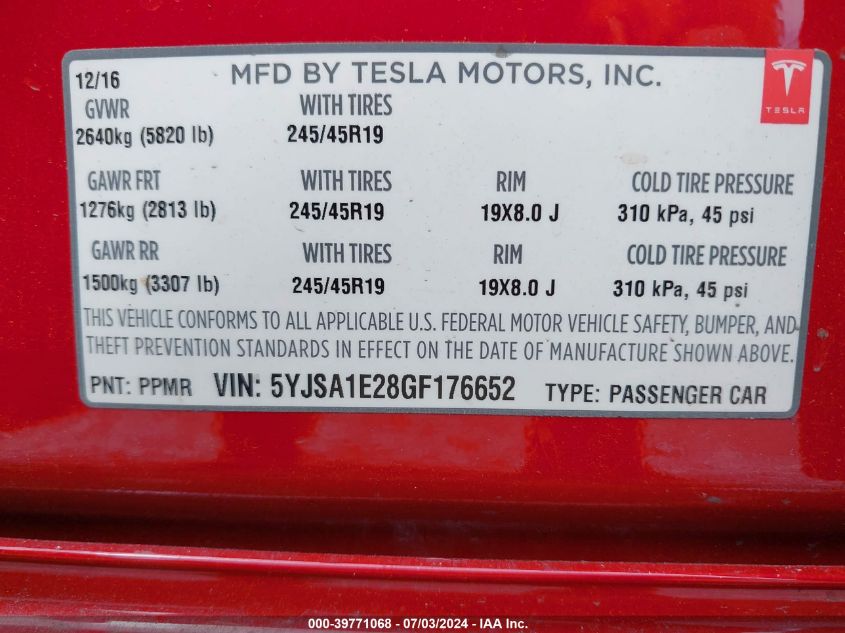 12/16 MFD BY TESLA MOTORS, INC.
TESLA
GVWR WITH TIRES
2640kg (5820 lb) 245/45R19
GAWR FRT WITH TIRES RIM COLD TIRE PRESSURE
1276kg (2813 lb) 245/45R19 19X8.0 J 310 kPa, 45 psi
GAWR RR WITH TIRES RIM COLD TIRE PRESSURE
1500kg (3307 lb) 245/45R19 19X8.0 J 310 kPa, 45 psi
THIS VEHICLE CONFORMS TO ALL APPLICABLE U.S. FEDERAL MOTOR VEHICLE SAFETY, BUMPER, AND
THEFT PREVENTION STANDARDS IN EFFECT ON THE DATE OF MANUFACTURE SHOWN ABOVE.
PNT: PPMR VIN: 5YJSA1E28GF176652 TYPE: PASSENGER CAR
000-39771068 - 07/03/2024 - IAA Inc.